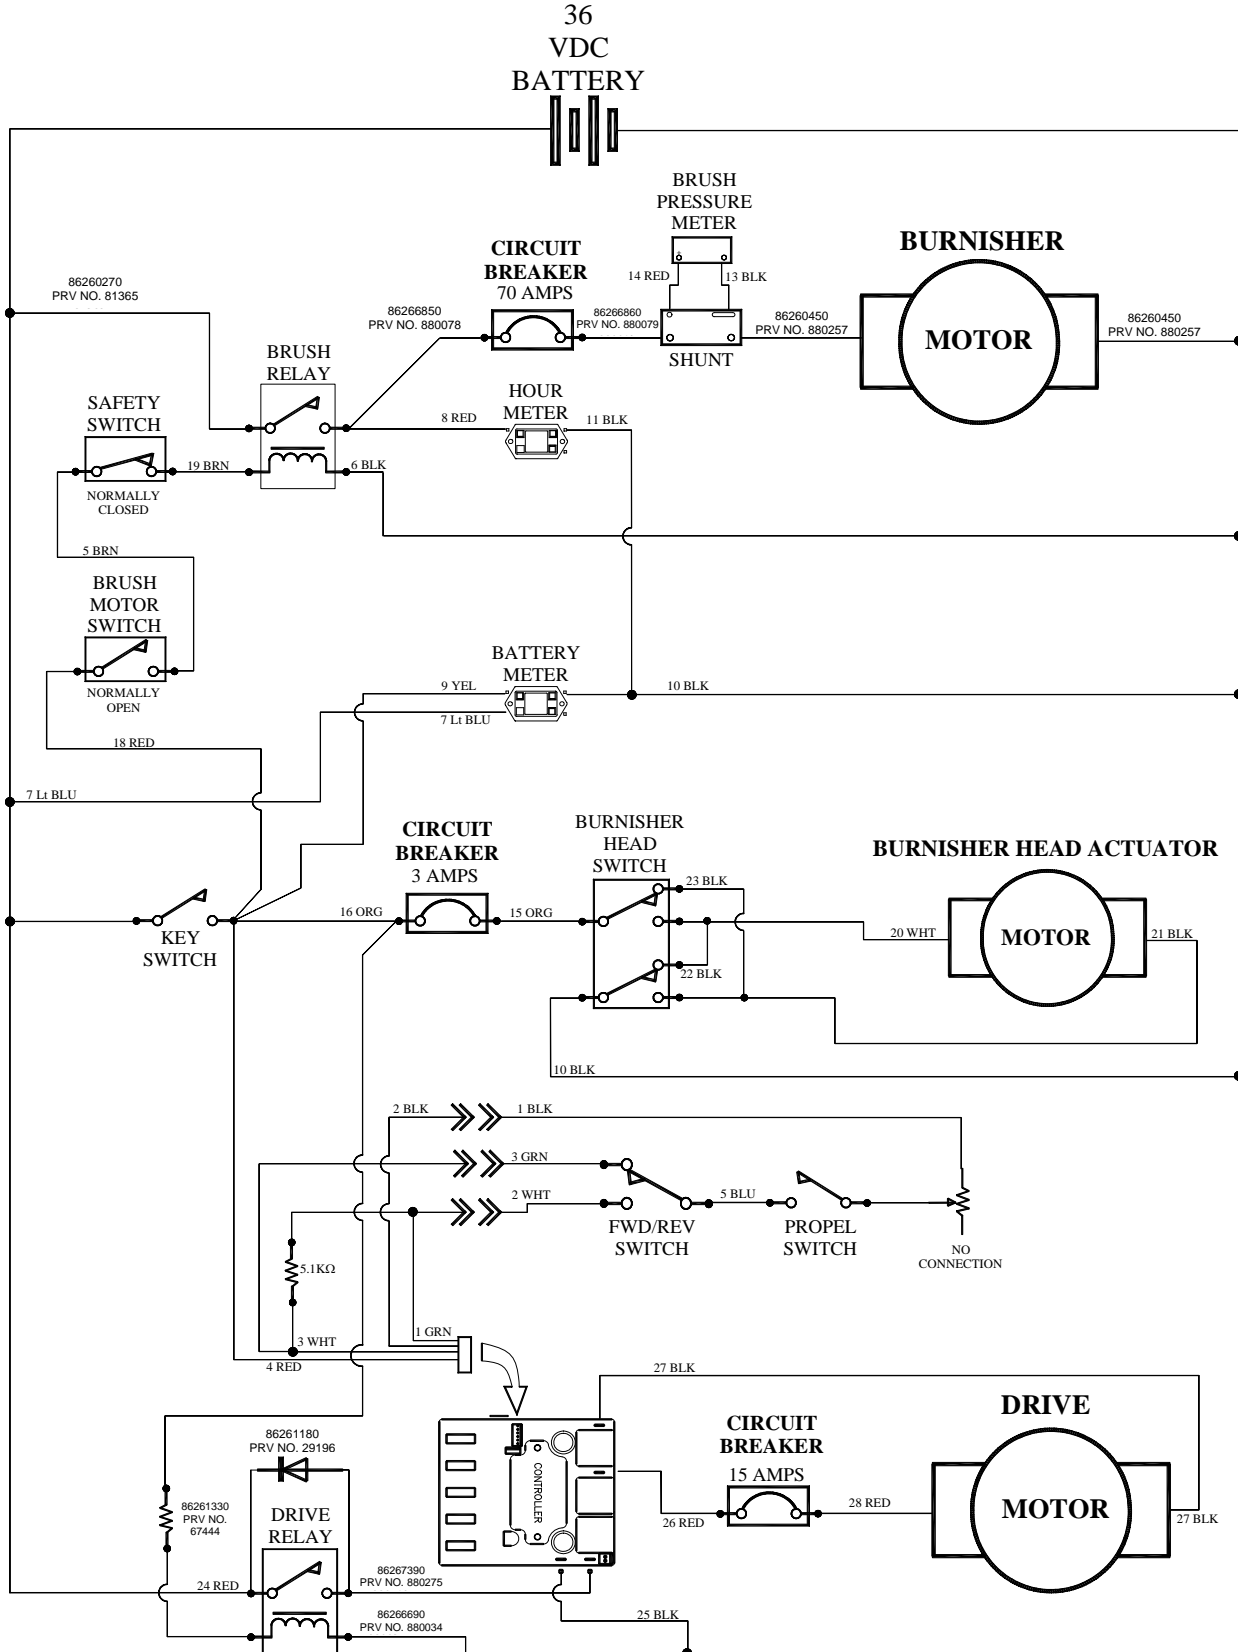 36
VDC
BATTERY
BRUSH
PRESSURE
METER
CIRCUIT
BREAKER
70 AMPS
BURNISHER
14 RED
13 BLK
86260270
PRV NO. 81365
86266850
PRV NO. 880078
86266860
PRV NO. 880079
86260450
PRV NO. 880257
MOTOR
86260450
PRV NO. 880257
SHUNT
BRUSH
RELAY
SAFETY
SWITCH
HOUR
METER
8 RED
11 BLK
19 BRN
6 BLK
NORMALLY
CLOSED
5 BRN
BRUSH
MOTOR
SWITCH
NORMALLY
OPEN
BATTERY
METER
9 YEL
7 Lt BLU
10 BLK
18 RED
7 Lt BLU
CIRCUIT
BREAKER
3 AMPS
BURNISHER
HEAD
SWITCH
BURNISHER HEAD ACTUATOR
23 BLK
16 ORG
15 ORG
20 WHT
MOTOR
21 BLK
KEY
SWITCH
22 BLK
10 BLK
2 BLK
1 BLK
3 GRN
2 WHT
5 BLU
FWD/REV
SWITCH
PROPEL
SWITCH
NO
CONNECTION
5.1KΩ
1 GRN
3 WHT
4 RED
27 BLK
DRIVE
CIRCUIT
BREAKER
15 AMPS
86261180
PRV NO. 29196
CONTROLLER
86261330
PRV NO.
67444
DRIVE
RELAY
26 RED
28 RED
MOTOR
27 BLK
24 RED
86267390
PRV NO. 880275
86266690
PRV NO. 880034
25 BLK